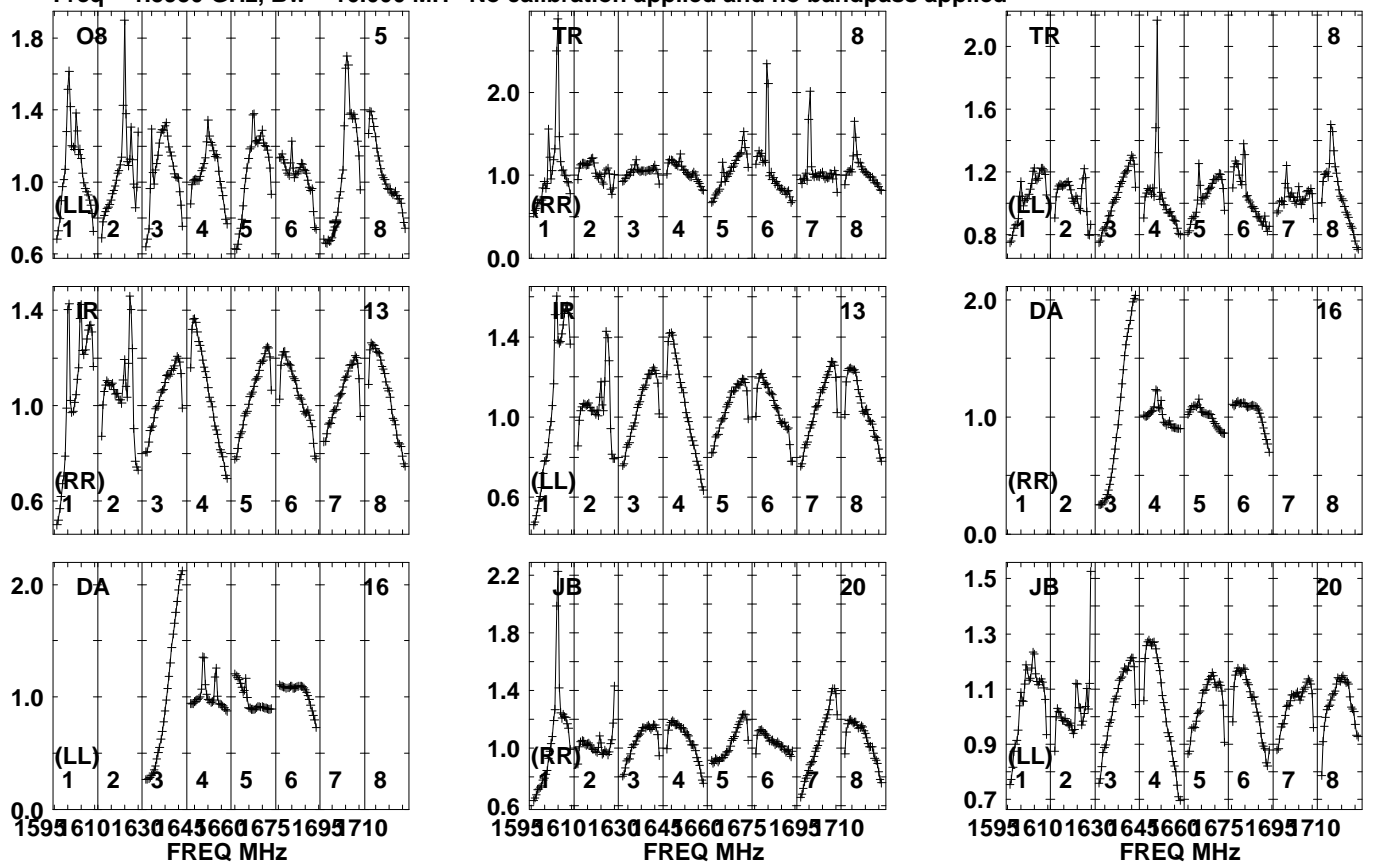 Freq GHz, Bw No calibration applied and no bandpass applied
1.8 O8 5
1.4
1.0
(LL)
0.6 1 2 3 4 5 6 7 8
TR 8
2.0
1.0
(RR)
0.0 1 2 3 4 5 6 7 8
2.0 TR 8
1.6
1.2
(LL)
0.8 1 2 3 4 5 6 7 8
1.4 IR 13
1.0
(RR)
0.6 1 2 3 4 5 6 7 8
IR 13
1.4
1.0
(LL)
0.6 1 2 3 4 5 6 7 8
2.0 DA 16
1.0
(RR)
0.0 1 2 3 4 5 6 7 8
2.0 DA 16
1.0
(LL)
0.0 1 2 3 4 5 6 7 8
1595 1610 1630 1645 1660 1675 1695 1710
FREQ MHz
2.2 JB 20
1.8
1.4
1.0
(RR)
0.6 1 2 3 4 5 6 7 8
1595 1610 1630 1645 1660 1675 1695 1710
FREQ MHz
1.5 JB 20
1.3
1.1
0.9
(LL)
0.7 1 2 3 4 5 6 7 8
1595 1610 1630 1645 1660 1675 1695 1710
FREQ MHz